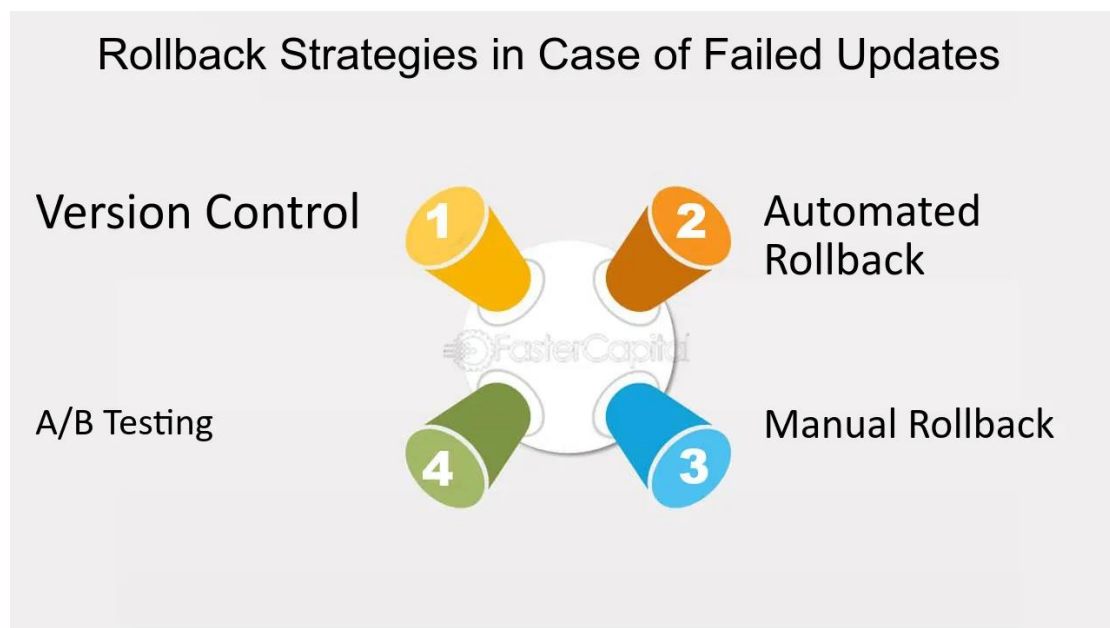 Rollback Strategies in Case of Failed Updates
Version Control
1
2
Automated
Rollback
FasterCapital
A/B Testing
4
3
Manual Rollback